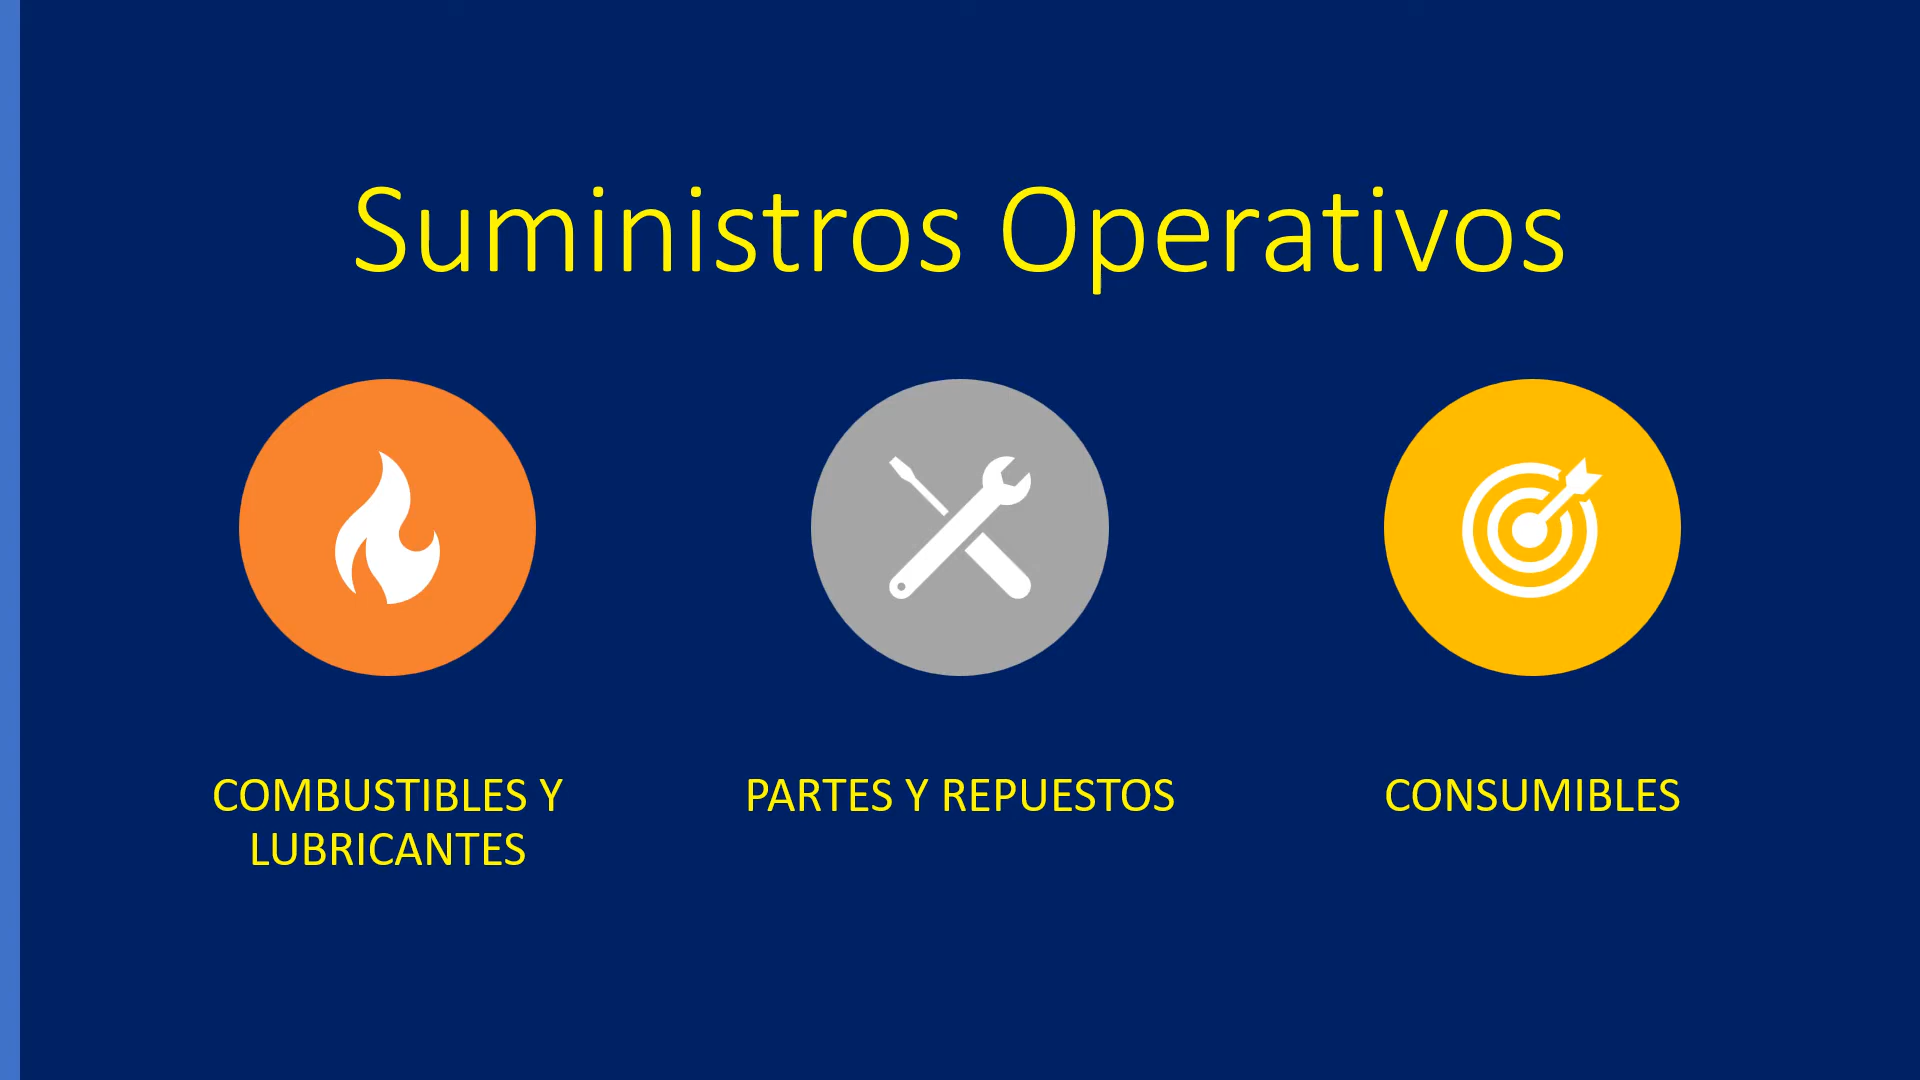 Suministros Operativos
COMBUSTIBLES Y
LUBRICANTES
PARTES Y REPUESTOS
CONSUMIBLES